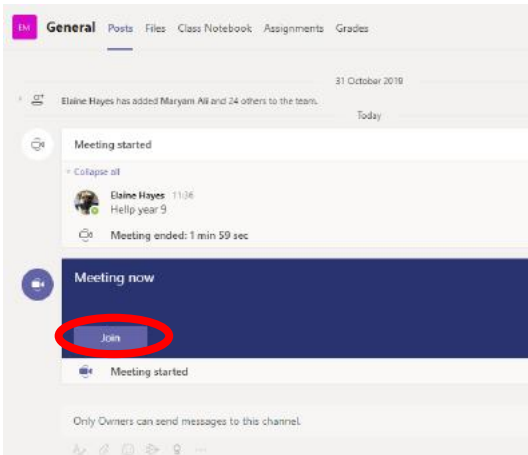 EM General Posts Files Class Notebook Assignments Grades
31 October 2019
Elaine Hayes has added Maryam Ali and 24 others to the team.
Today
Meeting started
Collapse all
Elaine Hayes 11:36
Hellp year 9
Meeting ended: 1 min 59 sec
Meeting now
Join
Meeting started
Only Owners can send messages to this channel.